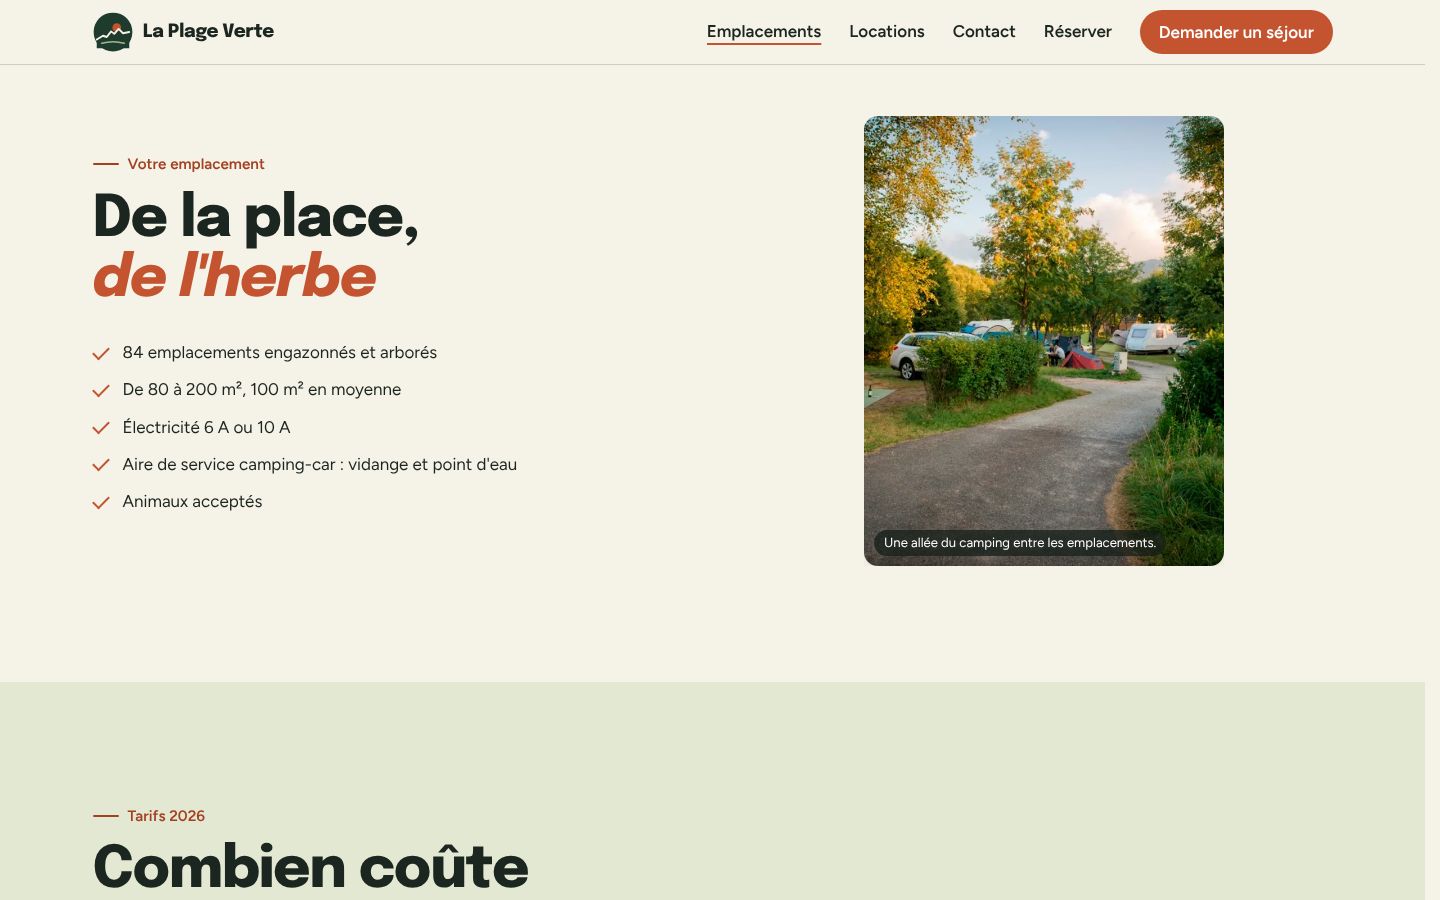 La Plage Verte
Emplacements
Locations
Contact
Réserver
Demander un séjour
Votre emplacement
De la place,
de l'herbe
84 emplacements engazonnés et arborés
De 80 à 200 m², 100 m² en moyenne
Électricité 6 A ou 10 A
Aire de service camping-car : vidange et point d'eau
Animaux acceptés
Une allée du camping entre les emplacements.
Tarifs 2026
Combien coûte